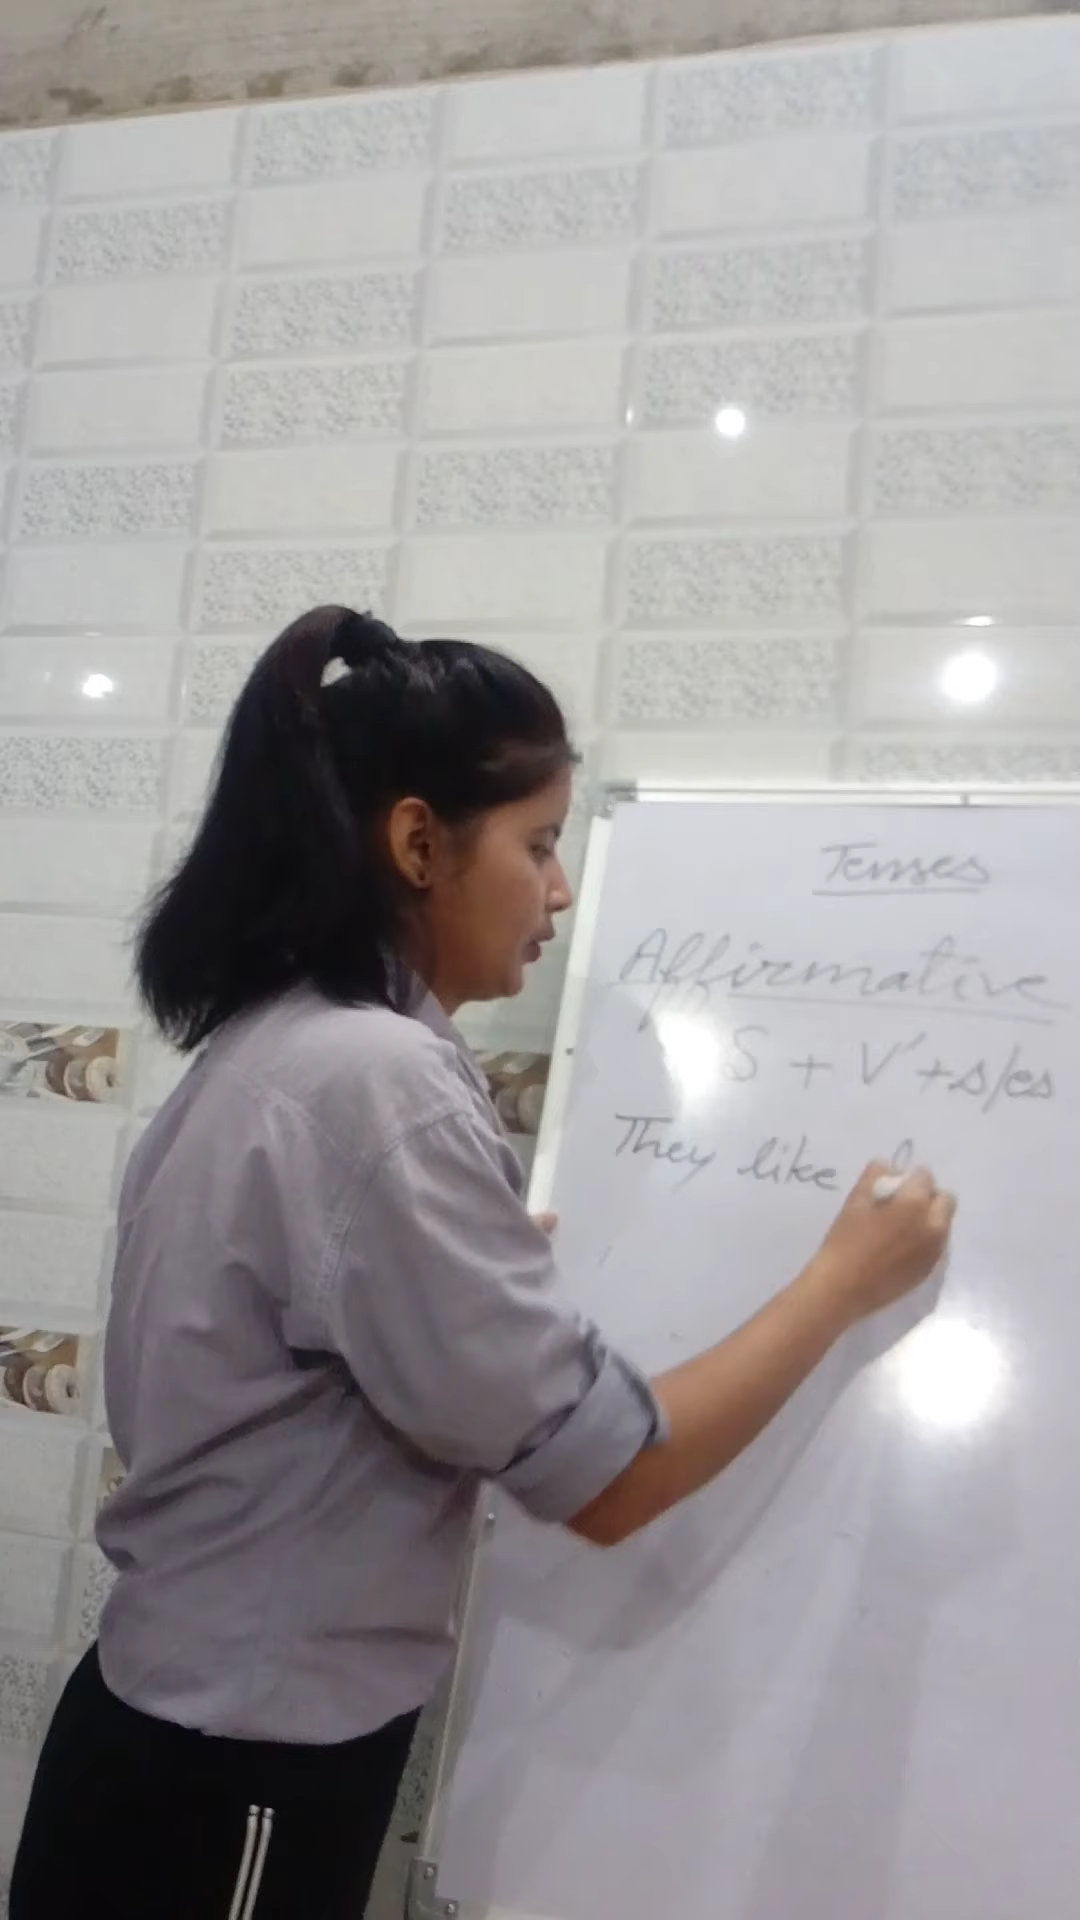 Tenses
Affirmative
S + V' + s/es
They like